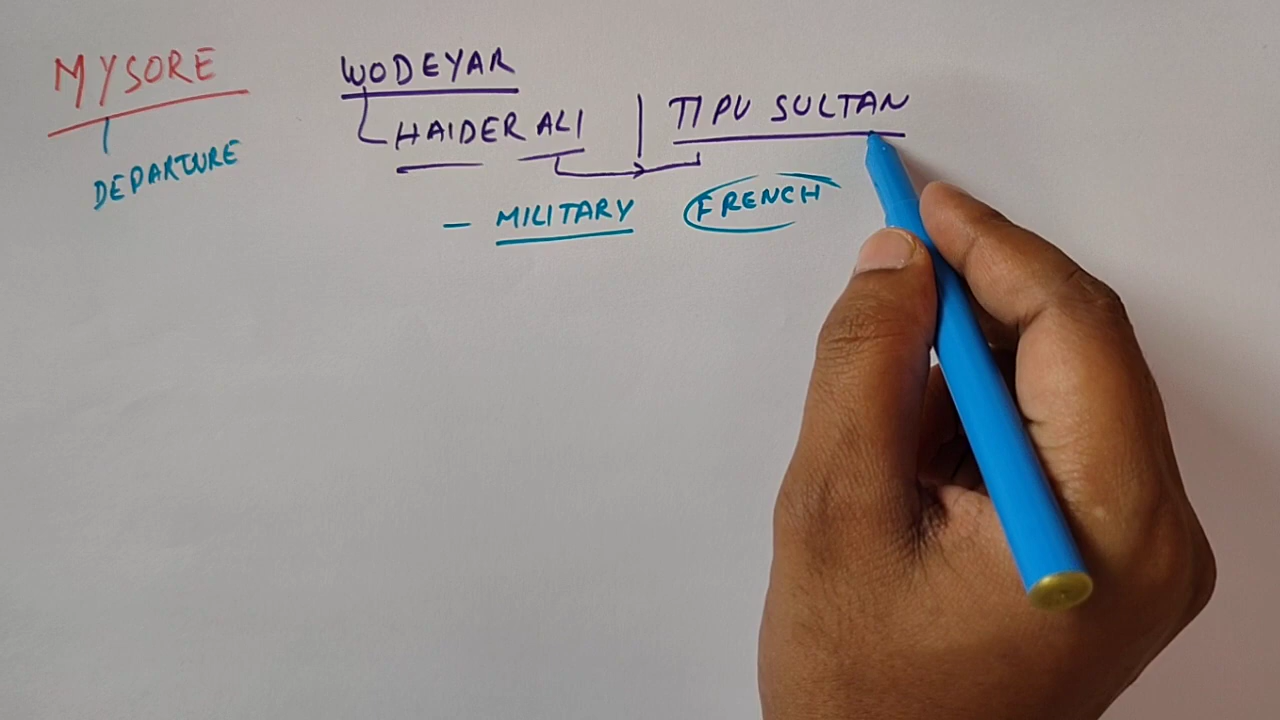 MYSORE
DEPARTURE
WODEYAR
HAIDER ALI | TIPU SULTAN
- MILITARY FRENCH